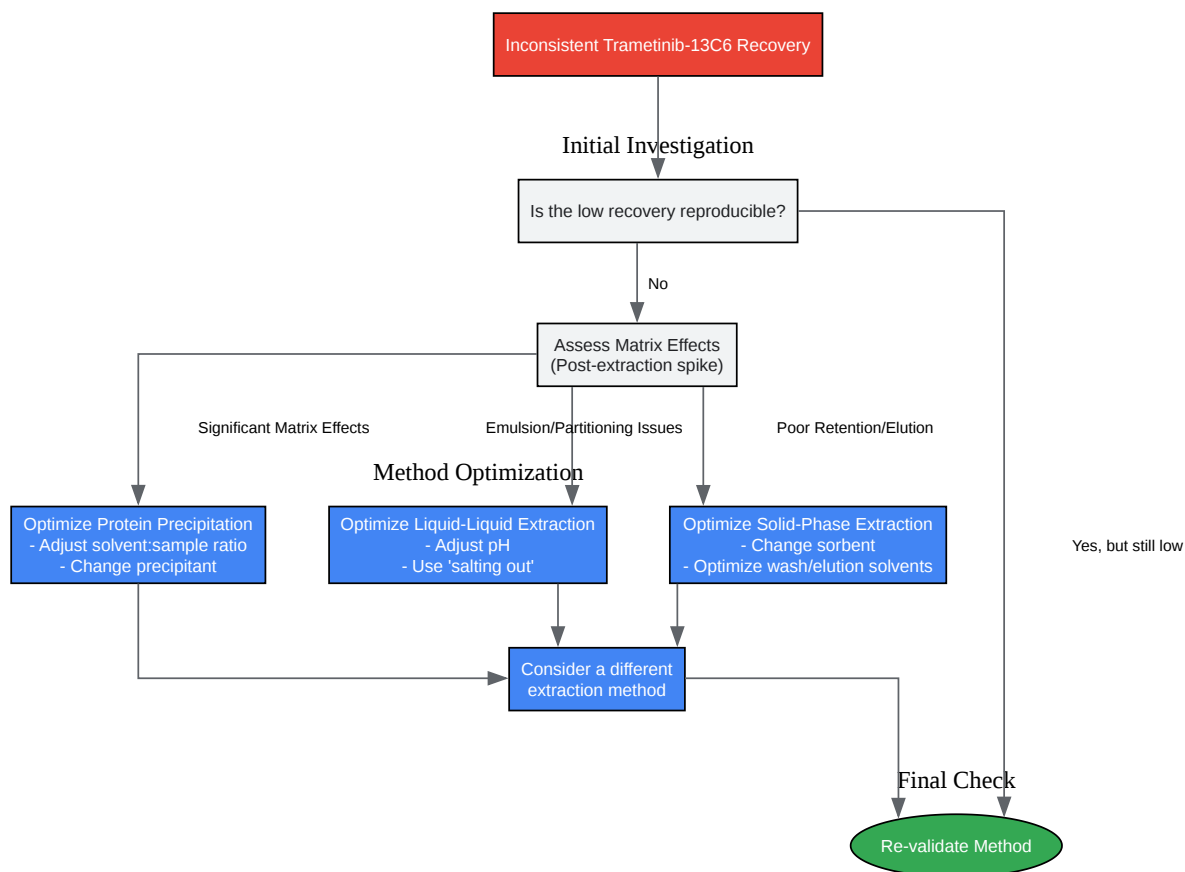 Inconsistent Trametinib-13C6 Recovery
Initial Investigation
Is the low recovery reproducible?
No
Assess Matrix Effects
(Post-extraction spike)
Significant Matrix Effects
Emulsion/Partitioning Issues
Poor Retention/Elution
Method Optimization
Optimize Protein Precipitation
- Adjust solvent:sample ratio
- Change precipitant
Optimize Liquid-Liquid Extraction
- Adjust pH
- Use 'salting out'
Optimize Solid-Phase Extraction
- Change sorbent
- Optimize wash/elution solvents
Yes, but still low
Consider a different
extraction method
Final Check
Re-validate Method